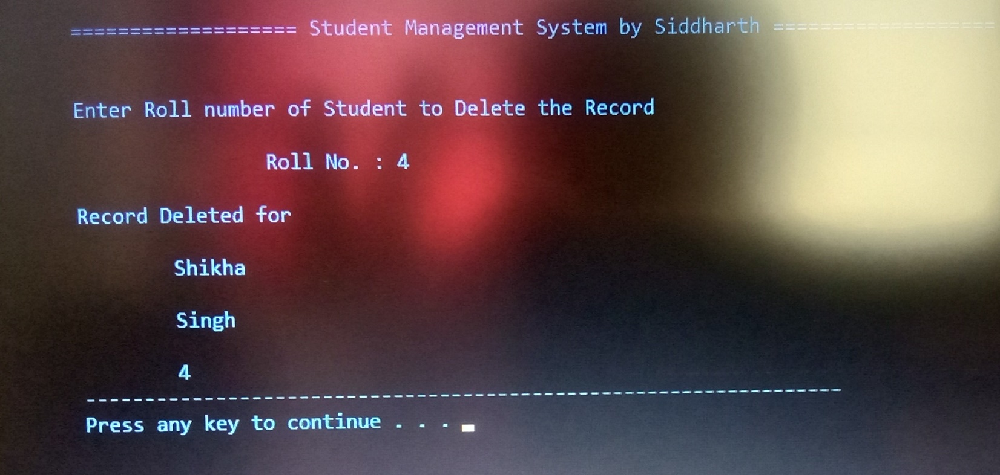 =================== Student Management System by Siddharth ===================
Enter Roll number of Student to Delete the Record
Roll No. : 4
Record Deleted for
Shikha
Singh
4
----------------------------------------------------------------
Press any key to continue . . .